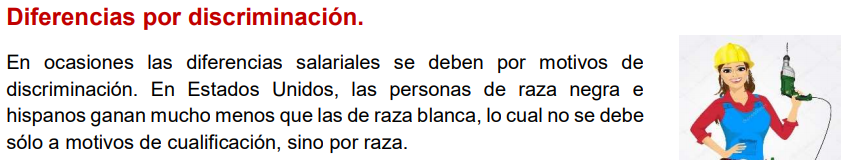 Diferencias por discriminación.
En ocasiones las diferencias salariales se deben por motivos de
discriminación. En Estados Unidos, las personas de raza negra e
hispanos ganan mucho menos que las de raza blanca, lo cual no se debe
sólo a motivos de cualificación, sino por raza.